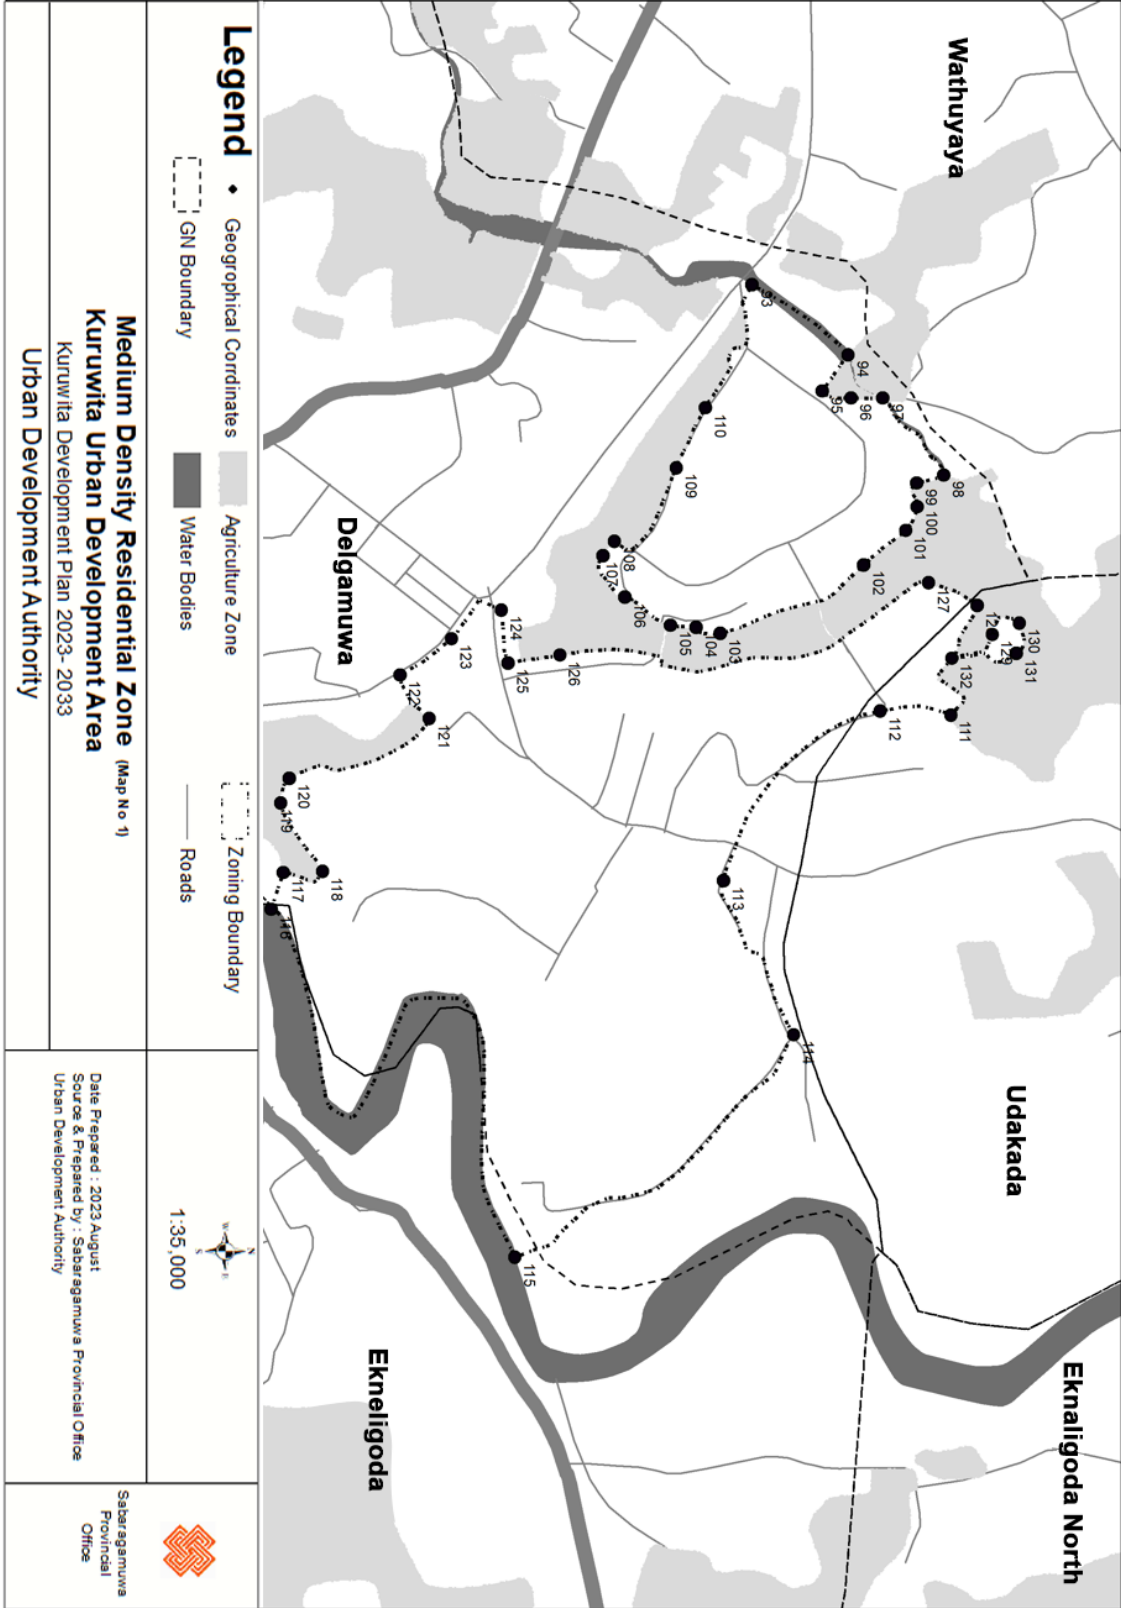 Wathuyaya
Udakada
Eknaligoda North
Delgamuwa
Ekneligoda
93
94
95
96
97
98
99
100
101
102
103
104
105
106
107
108
109
110
111
112
113
114
115
116
117
118
119
120
121
122
123
124
125
126
127
12
129
130
131
132
Legend
Geographical Corrdinates
Agriculture Zone
Zoning Boundary
GN Boundary
Water Bodies
Roads
N
W
E
S
1:35,000
Medium Density Residential Zone (Map No 1)
Kuruwita Urban Development Area
Kuruwita Development Plan 2023- 2033
Urban Development Authority
Date Prepared : 2023 August
Source & Prepared by : Sabaragamuwa Provincial Office
Urban Development Authority
Sabaragamuwa
Provincial
Office